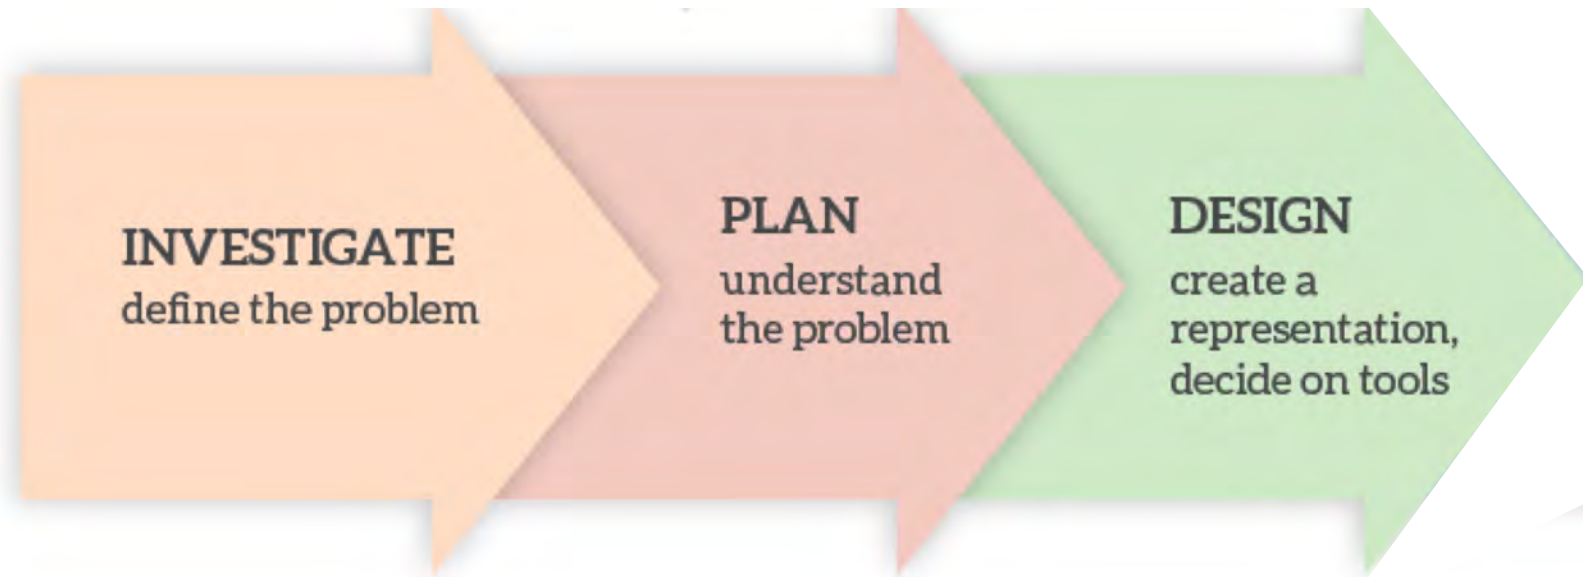 INVESTIGATE
define the problem
PLAN
understand
the problem
DESIGN
create a
representation,
decide on tools